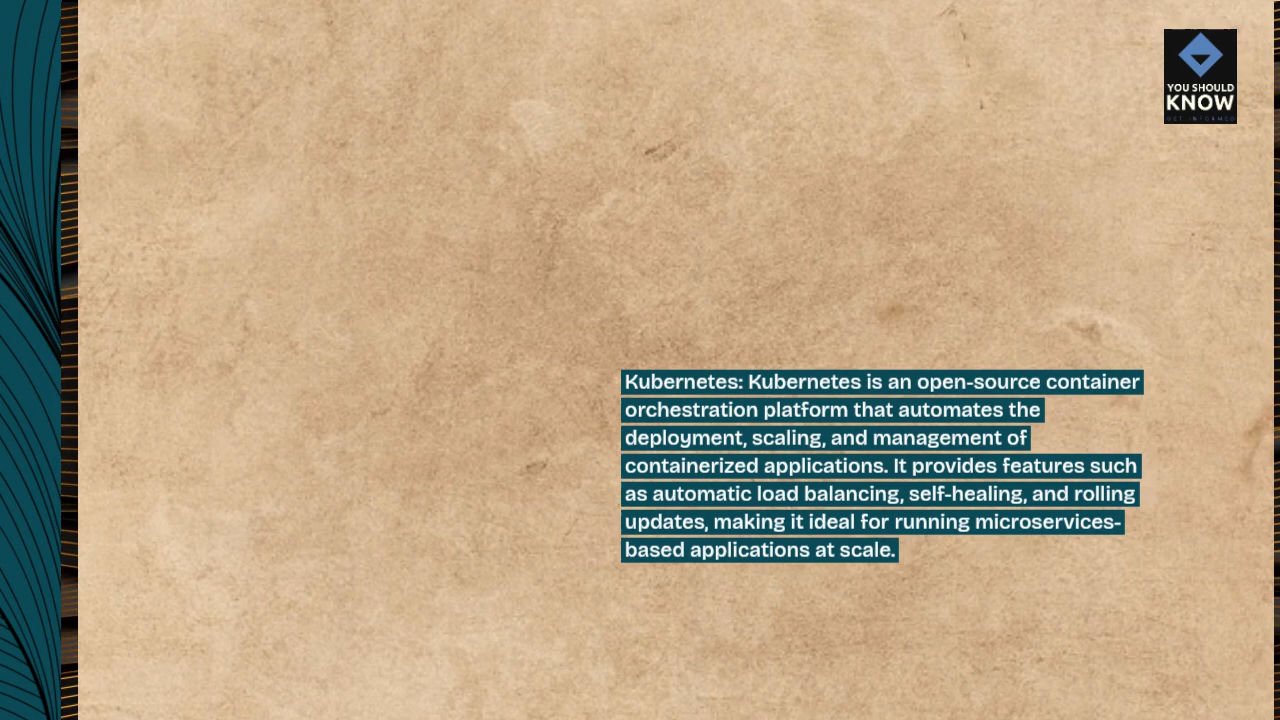 YOU SHOULD
KNOW
GET INFORMED
Kubernetes: Kubernetes is an open-source container
orchestration platform that automates the
deployment, scaling, and management of
containerized applications. It provides features such
as automatic load balancing, self-healing, and rolling
updates, making it ideal for running microservices-
based applications at scale.